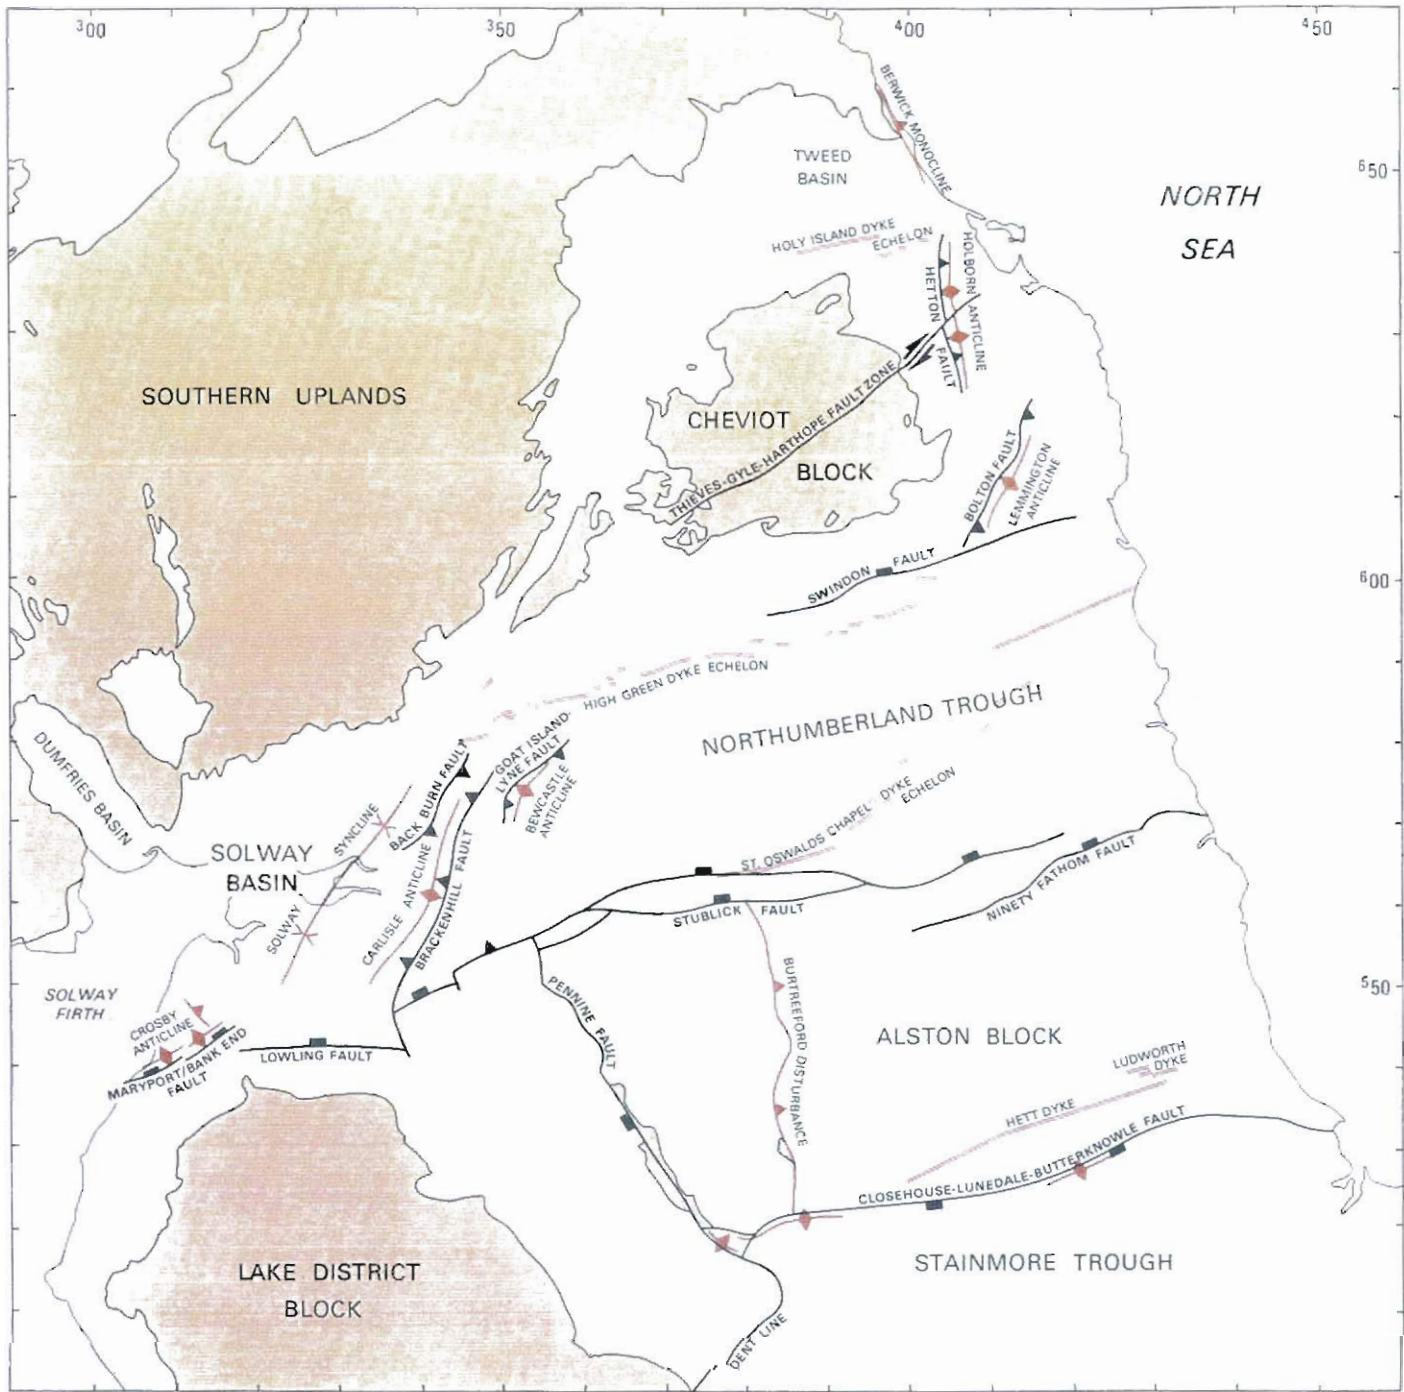 ³00
³50
⁴00
⁴50
BERWICK MONOCLINE
TWEED
BASIN
⁶50
NORTH
SEA
HOLY ISLAND DYKE
ECHELON
HOLBORN ANTICLINE
HETTON
FAULT
SOUTHERN UPLANDS
CHEVIOT
BLOCK
THIEVES-GYLE-HARTHOPE FAULT ZONE
BOLTON FAULT
LEMMINGTON
ANTICLINE
SWINDON FAULT
⁶00
HIGH GREEN DYKE ECHELON
NORTHUMBERLAND TROUGH
DUMFRIES BASIN
GOAT ISLAND-
LYNE FAULT
BACK BURN FAULT
BEWCASTLE
ANTICLINE
SOLWAY SYNCLINE
SOLWAY
BASIN
CARLISLE ANTICLINE
BRACKENHILL FAULT
ST. OSWALDS CHAPEL DYKE
ECHELON
STUBLICK FAULT
NINETY FATHOM FAULT
⁵50
SOLWAY
FIRTH
CROSBY
ANTICLINE
MARYPORT/BANK END
FAULT
LOWLING FAULT
PENNINE FAULT
BURTREEFORD DISTURBANCE
ALSTON BLOCK
LUDWORTH
DYKE
HETT DYKE
CLOSEHOUSE-LUNEDALE-BUTTERKNOWLE FAULT
LAKE DISTRICT
BLOCK
STAINMORE TROUGH
DENT LINE